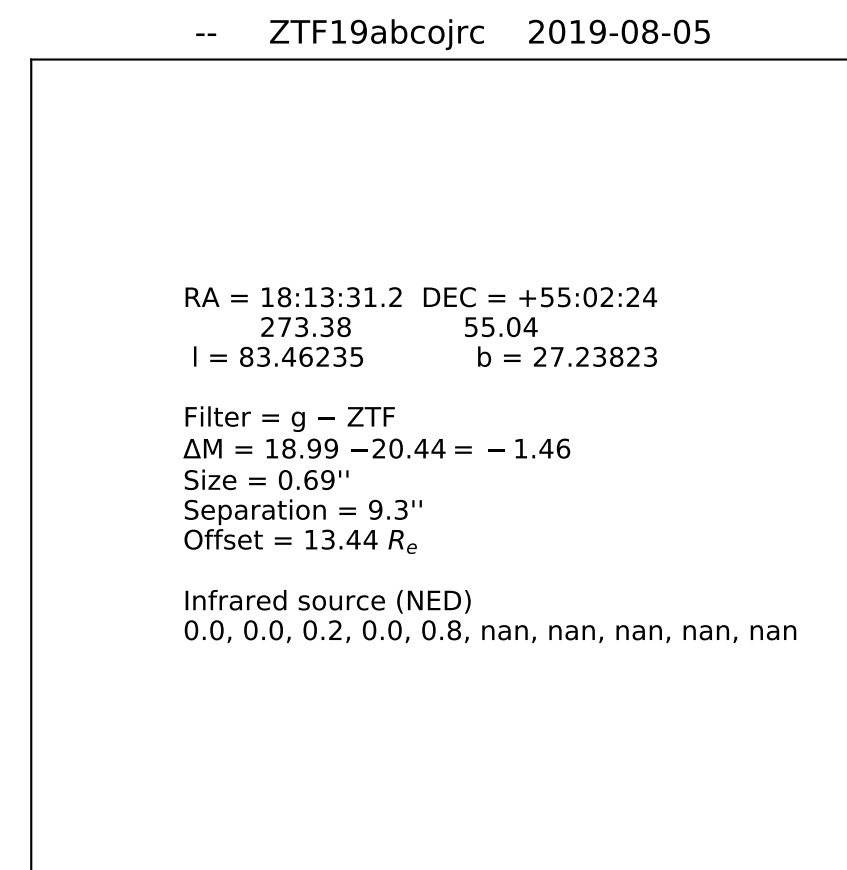 -- ZTF19abcojrc 2019-08-05
RA = 18:13:31.2 DEC = +55:02:24
273.38 55.04
l = 83.46235 b = 27.23823
Filter = g − ZTF
ΔM = 18.99 −20.44 = − 1.46
Size = 0.69''
Separation = 9.3''
Offset = 13.44 Re
Infrared source (NED)
0.0, 0.0, 0.2, 0.0, 0.8, nan, nan, nan, nan, nan